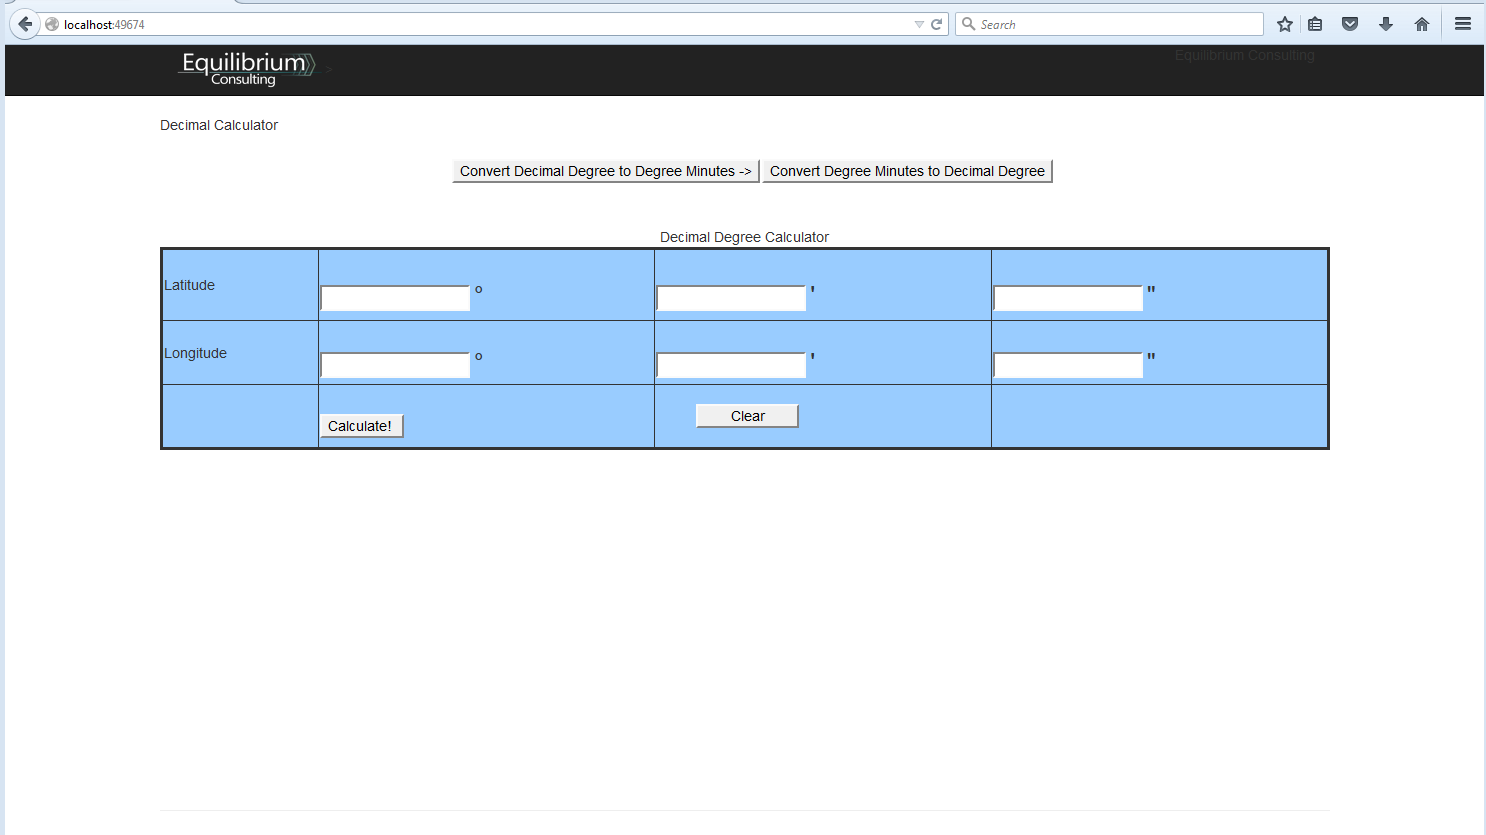 localhost:49674
Search
Equilibrium
Consulting
>
Equilibrium Consulting
Decimal Calculator
Convert Decimal Degree to Degree Minutes -> Convert Degree Minutes to Decimal Degree
Decimal Degree Calculator
Latitude º ' "
Longitude º ' "
Calculate! Clear